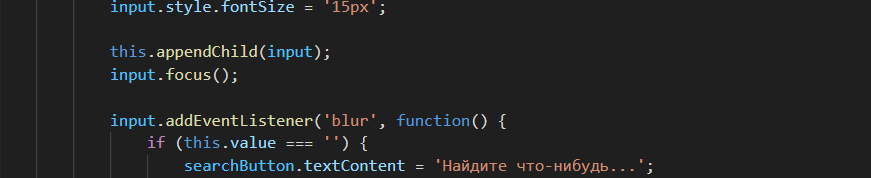 input.style.fontSize = '15px';
this.appendChild(input);
input.focus();
input.addEventListener('blur', function() {
if (this.value === '') {
searchButton.textContent = 'Найдите что-нибудь...';